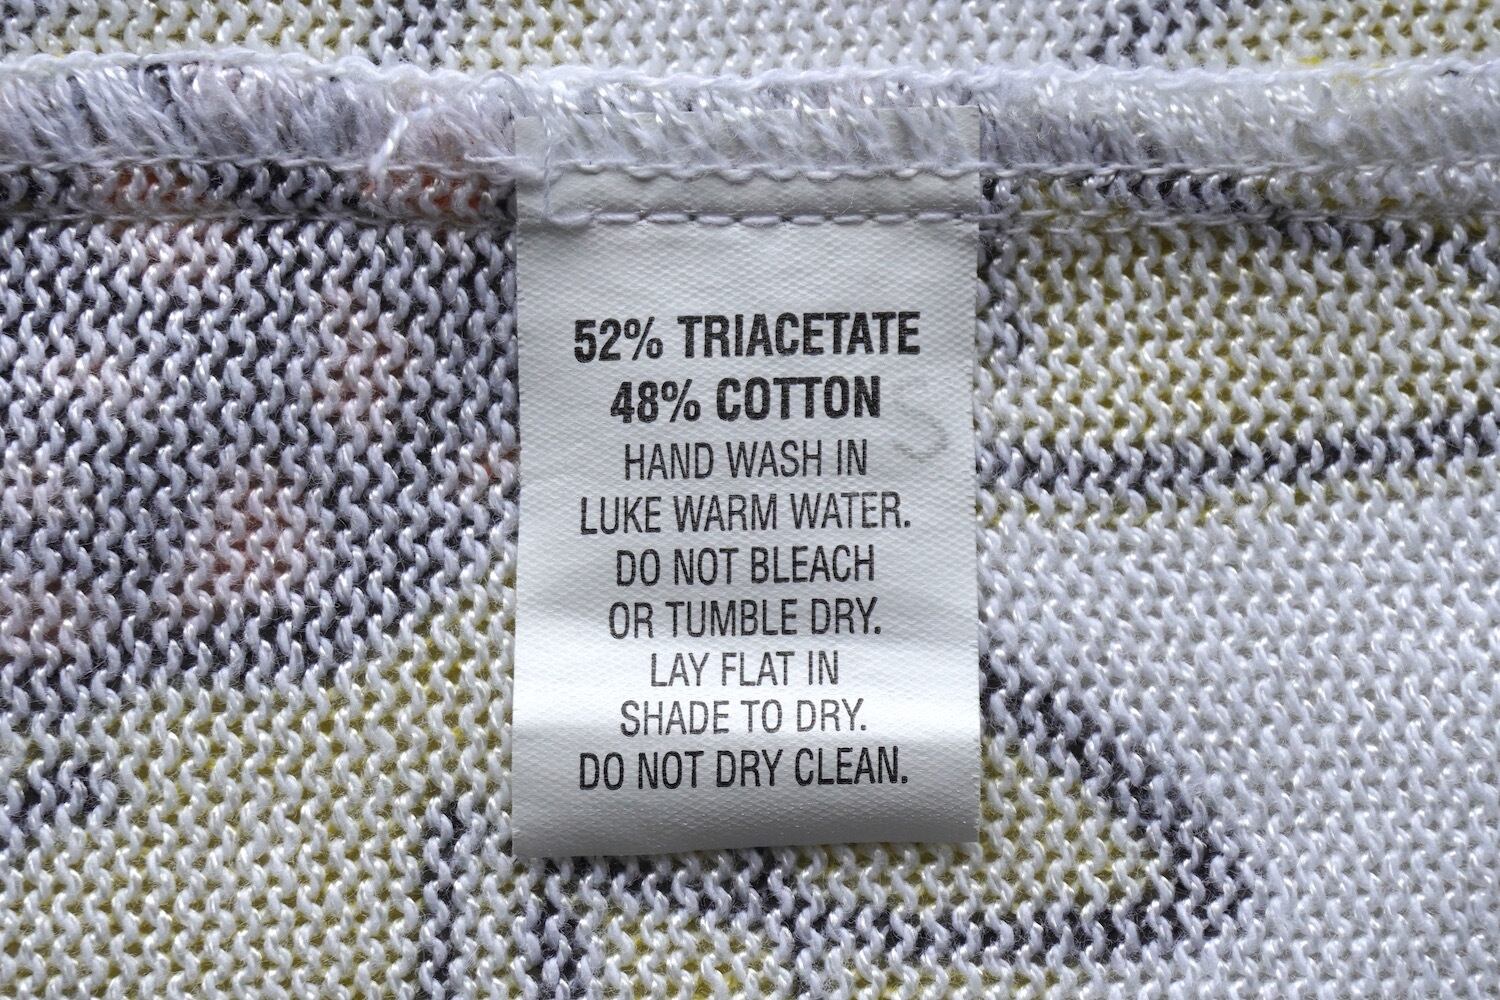 52% TRIACETATE
48% COTTON
HAND WASH IN
LUKE WARM WATER.
DO NOT BLEACH
OR TUMBLE DRY.
LAY FLAT IN
SHADE TO DRY.
DO NOT DRY CLEAN.